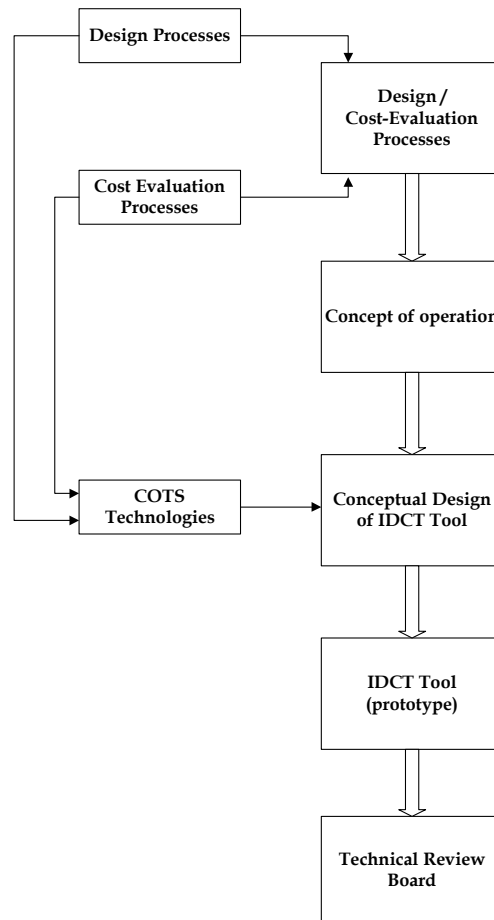 Design Processes
Design /
Cost-Evaluation
Processes
Cost Evaluation
Processes
Concept of operation
COTS
Technologies
Conceptual Design
of IDCT Tool
IDCT Tool
(prototype)
Technical Review
Board